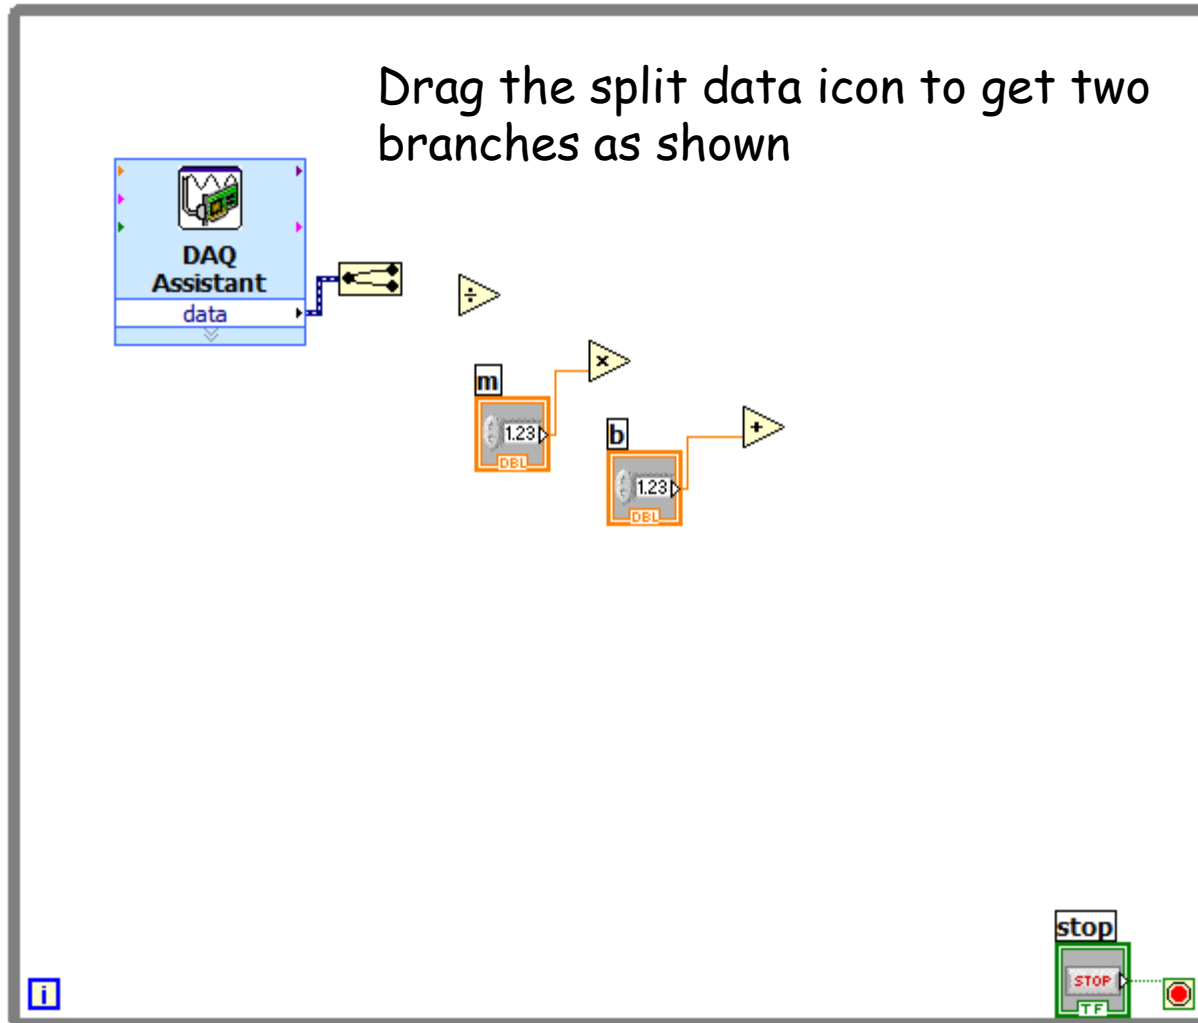 Drag the split data icon to get two
branches as shown
DAQ
Assistant
data
÷
×
m
1.23
DBL
b
+
1.23
DBL
stop
STOP
TF
i